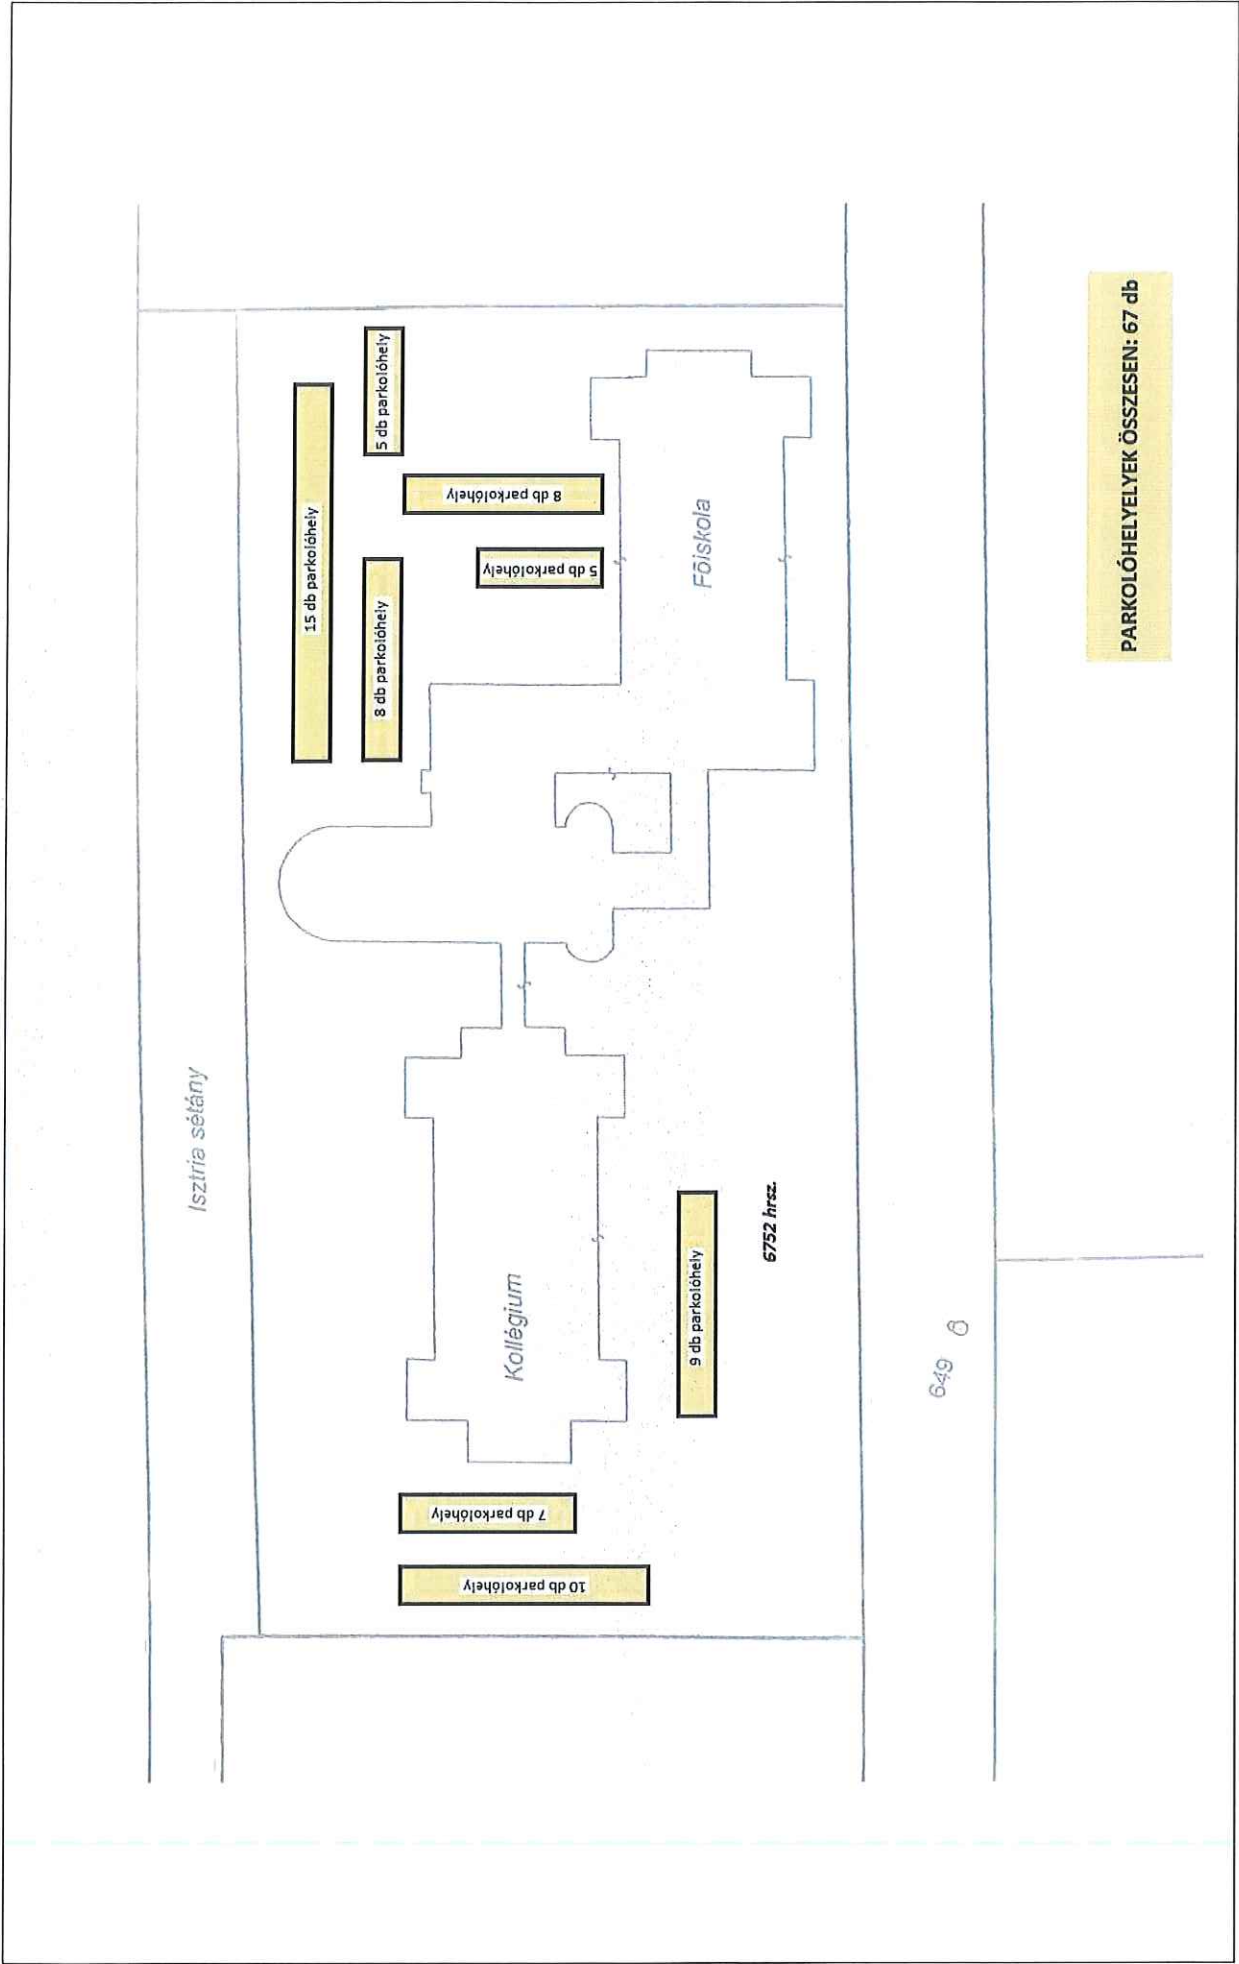 Isztria sétány
15 db parkolóhely
8 db parkolóhely
5 db parkolóhely
8 db parkolóhely
5 db parkolóhely
Főiskola
Kollégium
7 db parkolóhely
10 db parkolóhely
9 db parkolóhely
6752 hrsz.
649 8
PARKOLÓHELYELYEK ÖSSZESEN: 67 db